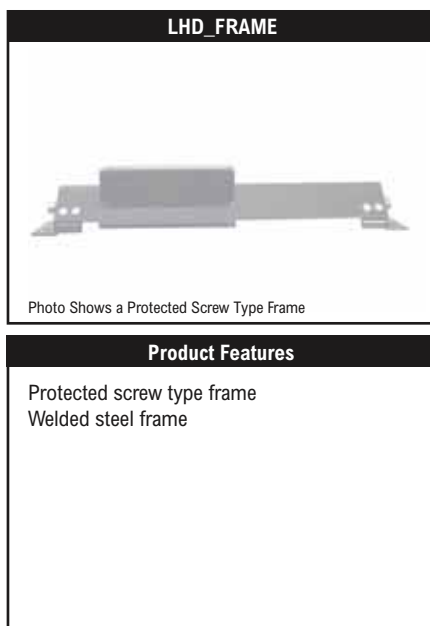 LHD_FRAME
Photo Shows a Protected Screw Type Frame
Product Features
Protected screw type frame
Welded steel frame